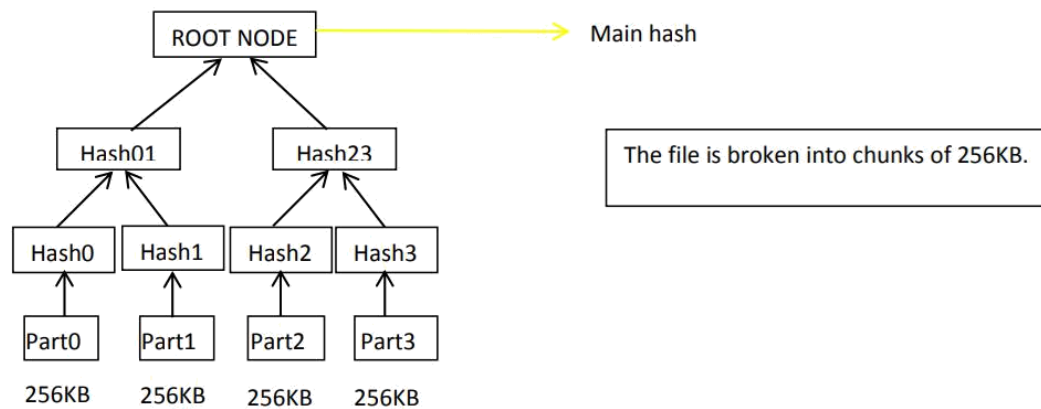 ROOT NODE
Main hash
Hash01
Hash23
The file is broken into chunks of 256KB.
Hash0
Hash1
Hash2
Hash3
Part0
Part1
Part2
Part3
256KB
256KB
256KB
256KB